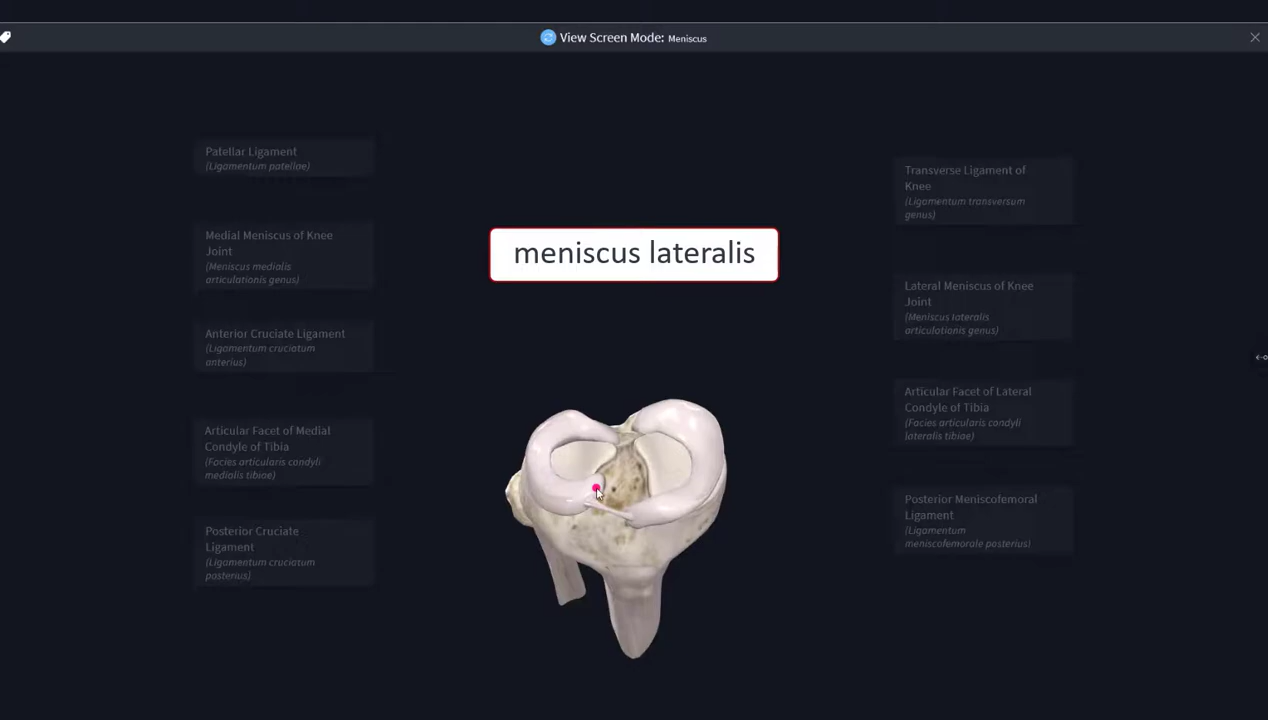 View Screen Mode: Meniscus
Patellar Ligament
(Ligamentum patellae)
Medial Meniscus of Knee
Joint
(Meniscus medialis
articulationis genus)
Anterior Cruciate Ligament
(Ligamentum cruciatum
anterius)
Articular Facet of Medial
Condyle of Tibia
(Facies articularis condyli
medialis tibiae)
Posterior Cruciate
Ligament
(Ligamentum cruciatum
posterius)
meniscus lateralis
Transverse Ligament of
Knee
(Ligamentum transversum
genus)
Lateral Meniscus of Knee
Joint
(Meniscus lateralis
articulationis genus)
Articular Facet of Lateral
Condyle of Tibia
(Facies articularis condyli
lateralis tibiae)
Posterior Meniscofemoral
Ligament
(Ligamentum
meniscofemorale posterius)